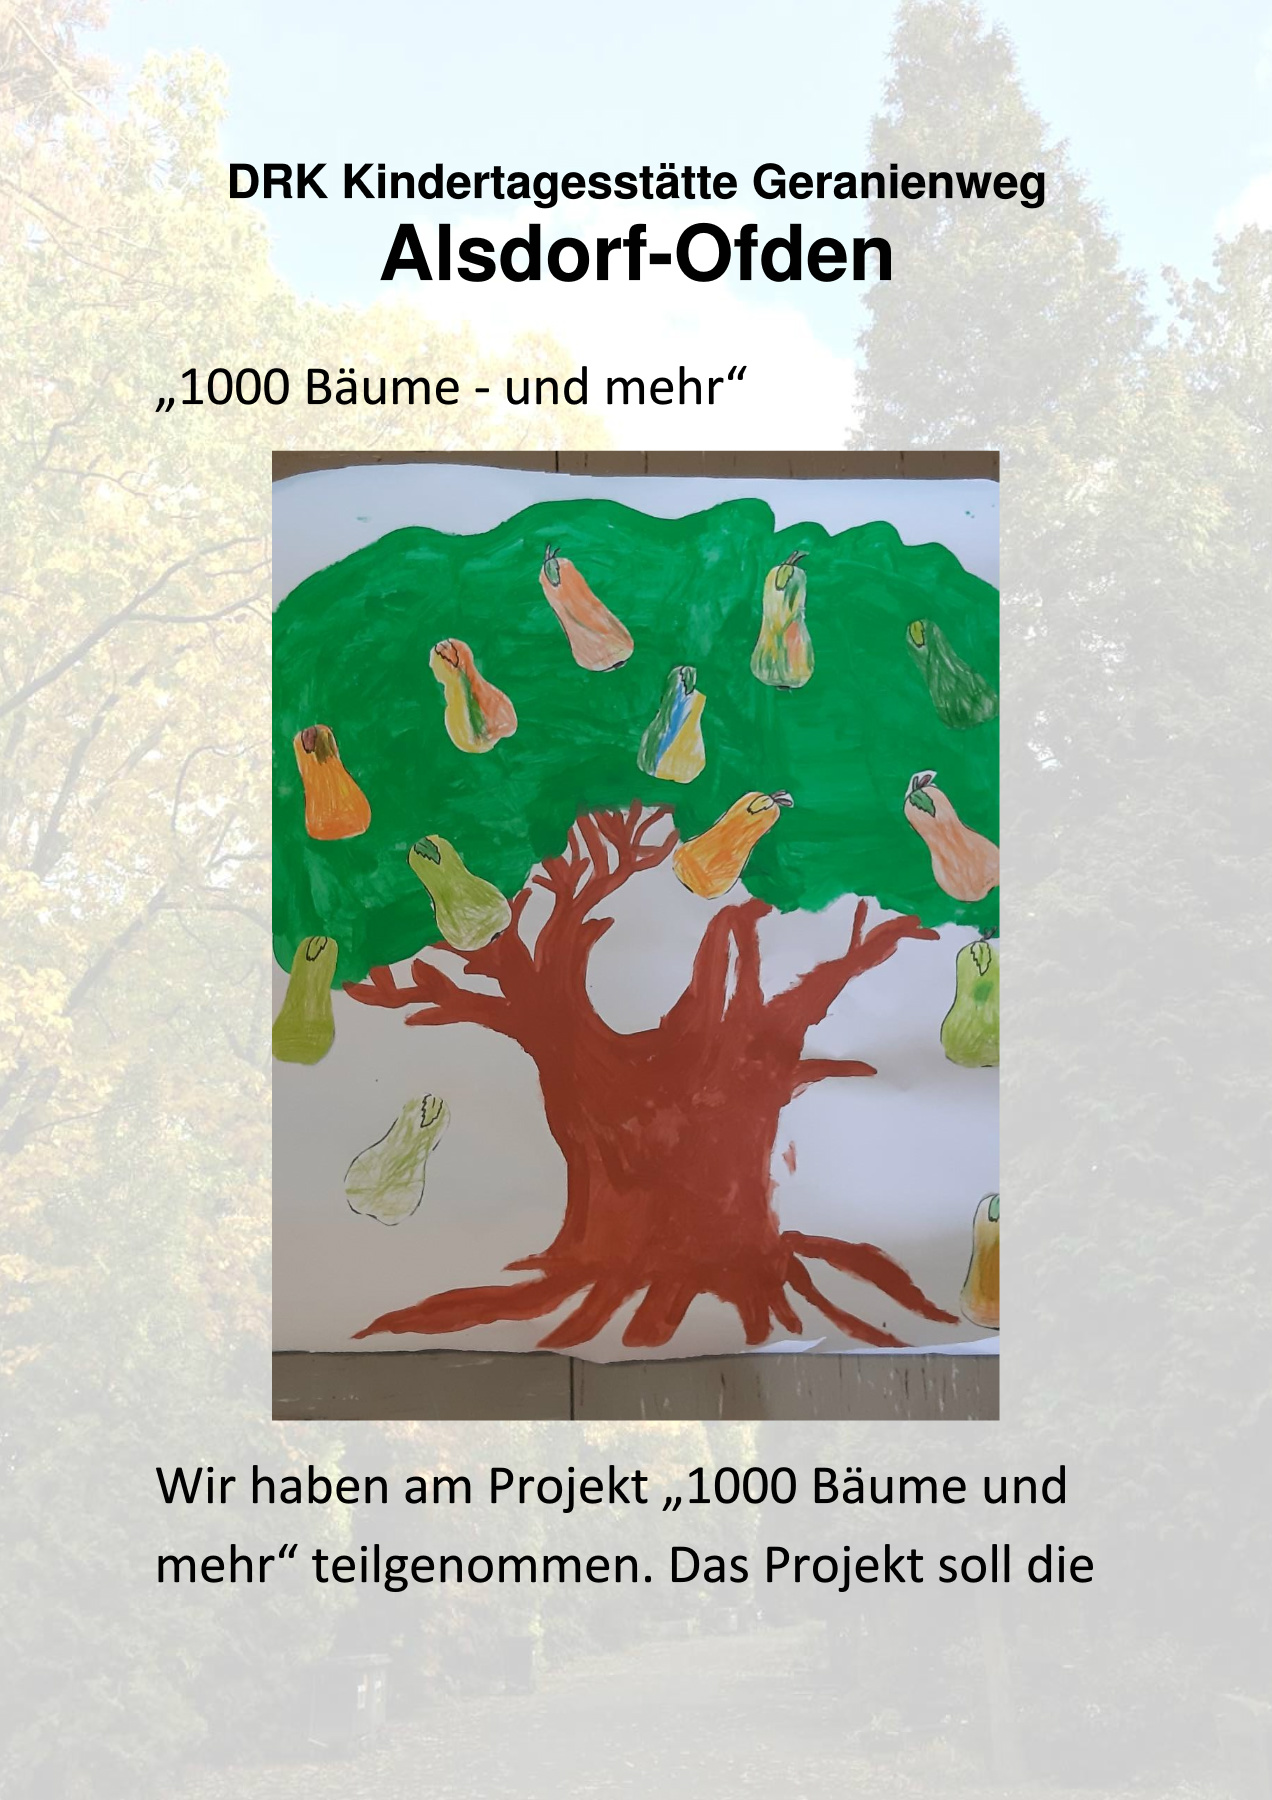 DRK Kindertagesstätte Geranienweg
Alsdorf-Ofden
„1000 Bäume - und mehr“
Wir haben am Projekt „1000 Bäume und
mehr“ teilgenommen. Das Projekt soll die